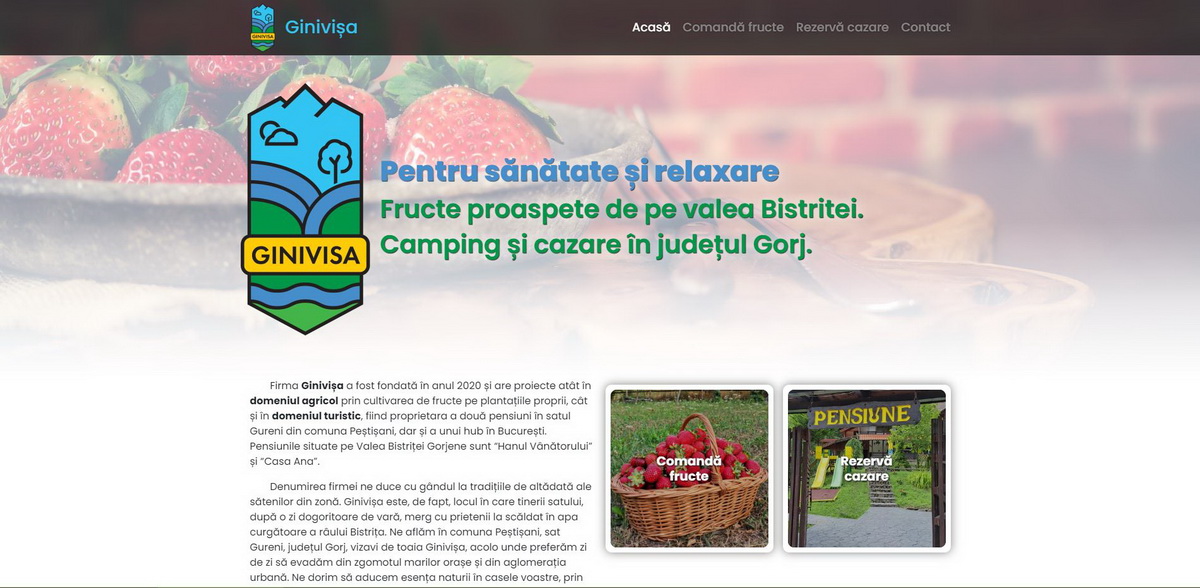 GINIVISA
Ginivișa
Acasă Comandă fructe Rezervă cazare Contact
Pentru sănătate și relaxare
Fructe proaspete de pe valea Bistritei.
Camping și cazare în județul Gorj.
GINIVISA
Firma Ginivișa a fost fondată în anul 2020 și are proiecte atât în
domeniul agricol prin cultivarea de fructe pe plantațiile proprii, cât
și în domeniul turistic, fiind proprietara a două pensiuni în satul
Gureni din comuna Peștișani, dar și a unui hub în București.
Pensiunile situate pe Valea Bistriței Gorjene sunt “Hanul Vânătorului”
și “Casa Ana”.
Denumirea firmei ne duce cu gândul la tradițiile de altădată ale
sătenilor din zonă. Ginivișa este, de fapt, locul în care tinerii satului,
după o zi dogoritoare de vară, merg cu prietenii la scăldat în apa
curgătoare a râului Bistrița. Ne aflăm în comuna Peștișani, sat
Gureni, județul Gorj, vizavi de toaia Ginivișa, acolo unde preferăm zi
de zi să evadăm din zgomotul marilor orașe și din aglomerația
urbană. Ne dorim să aducem esența naturii în casele voastre, prin
Comandă
fructe
PENSIUNE
Rezervă
cazare